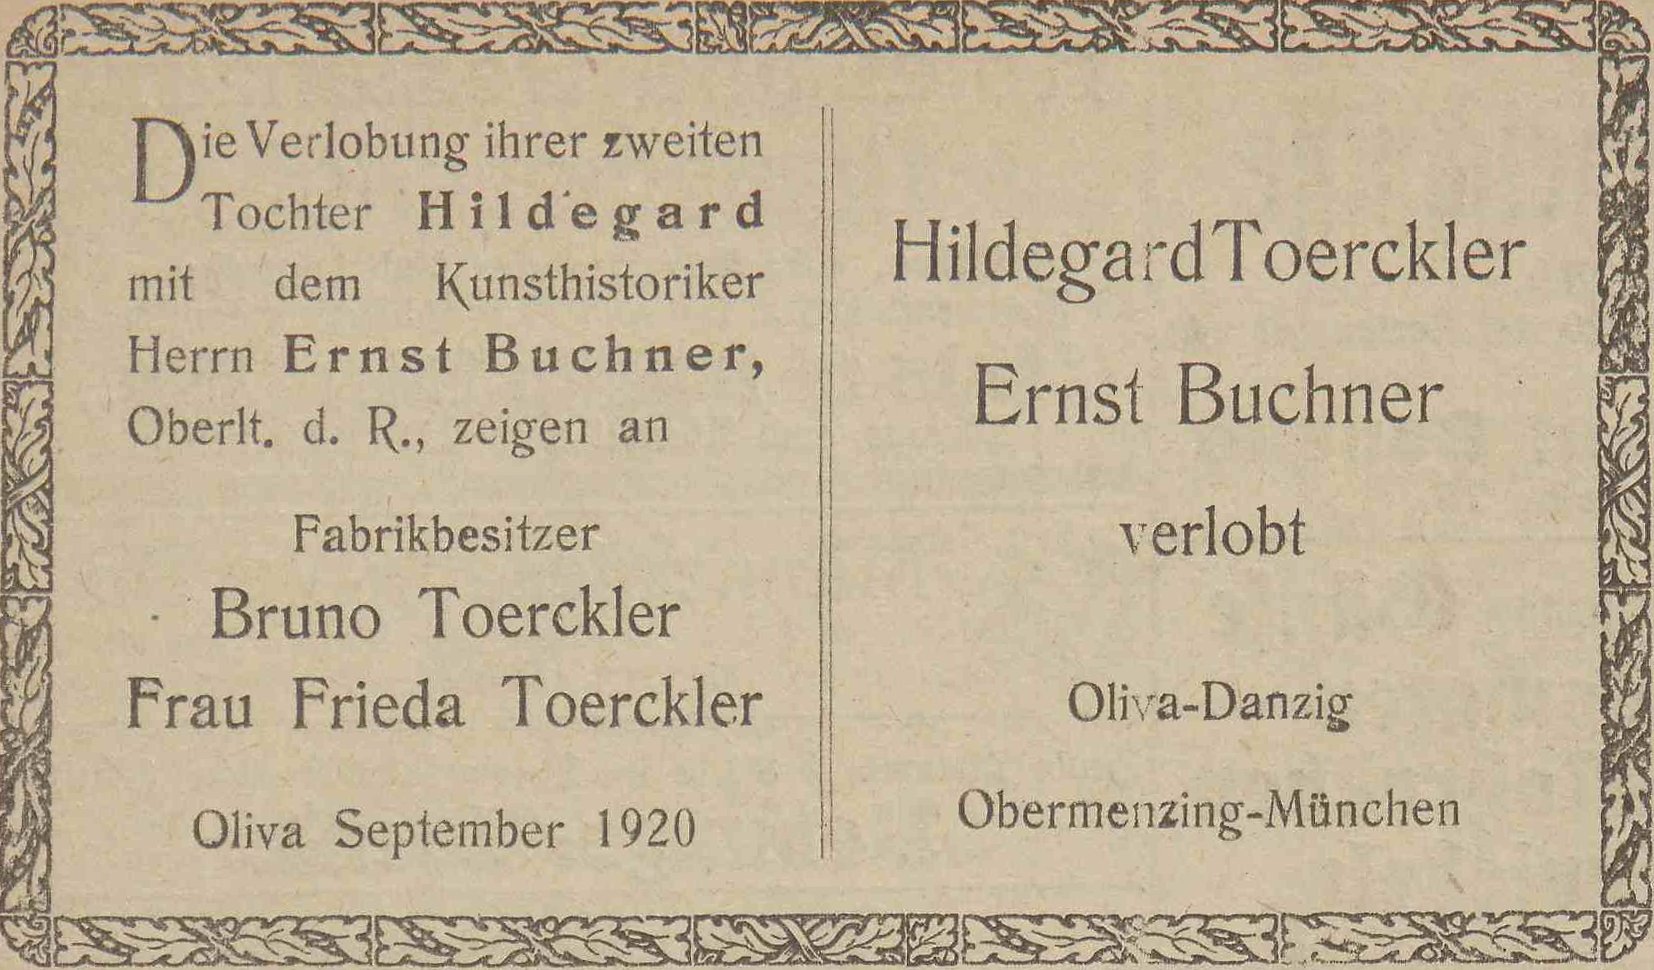 Die Verlobung ihrer zweiten
Tochter Hildegard
mit dem Kunsthistoriker
Herrn Ernst Buchner,
Oberlt. d. R., zeigen an
Fabrikbesitzer
Bruno Toerckler
Frau Frieda Toerckler
Oliva September 1920
Hildegard Toerckler
Ernst Buchner
verlobt
Oliva-Danzig
Obermenzing-München